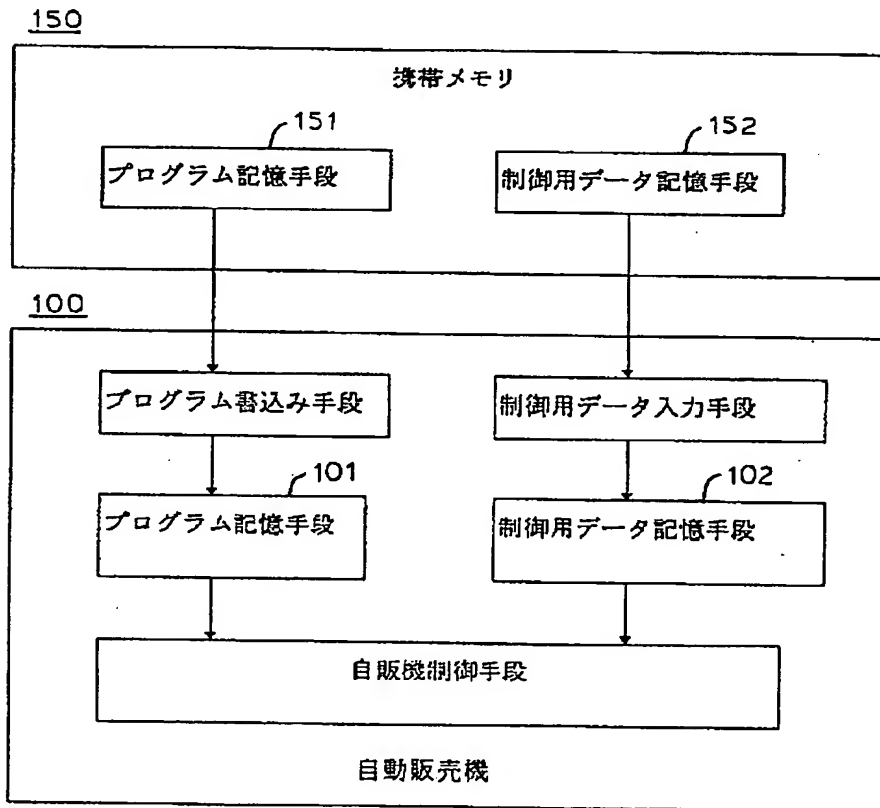 150
携帯メモリ
151
152
プログラム記憶手段
制御用データ記憶手段
100
プログラム書込み手段
制御用データ入力手段
101
102
プログラム記憶手段
制御用データ記憶手段
自販機制御手段
自動販売機